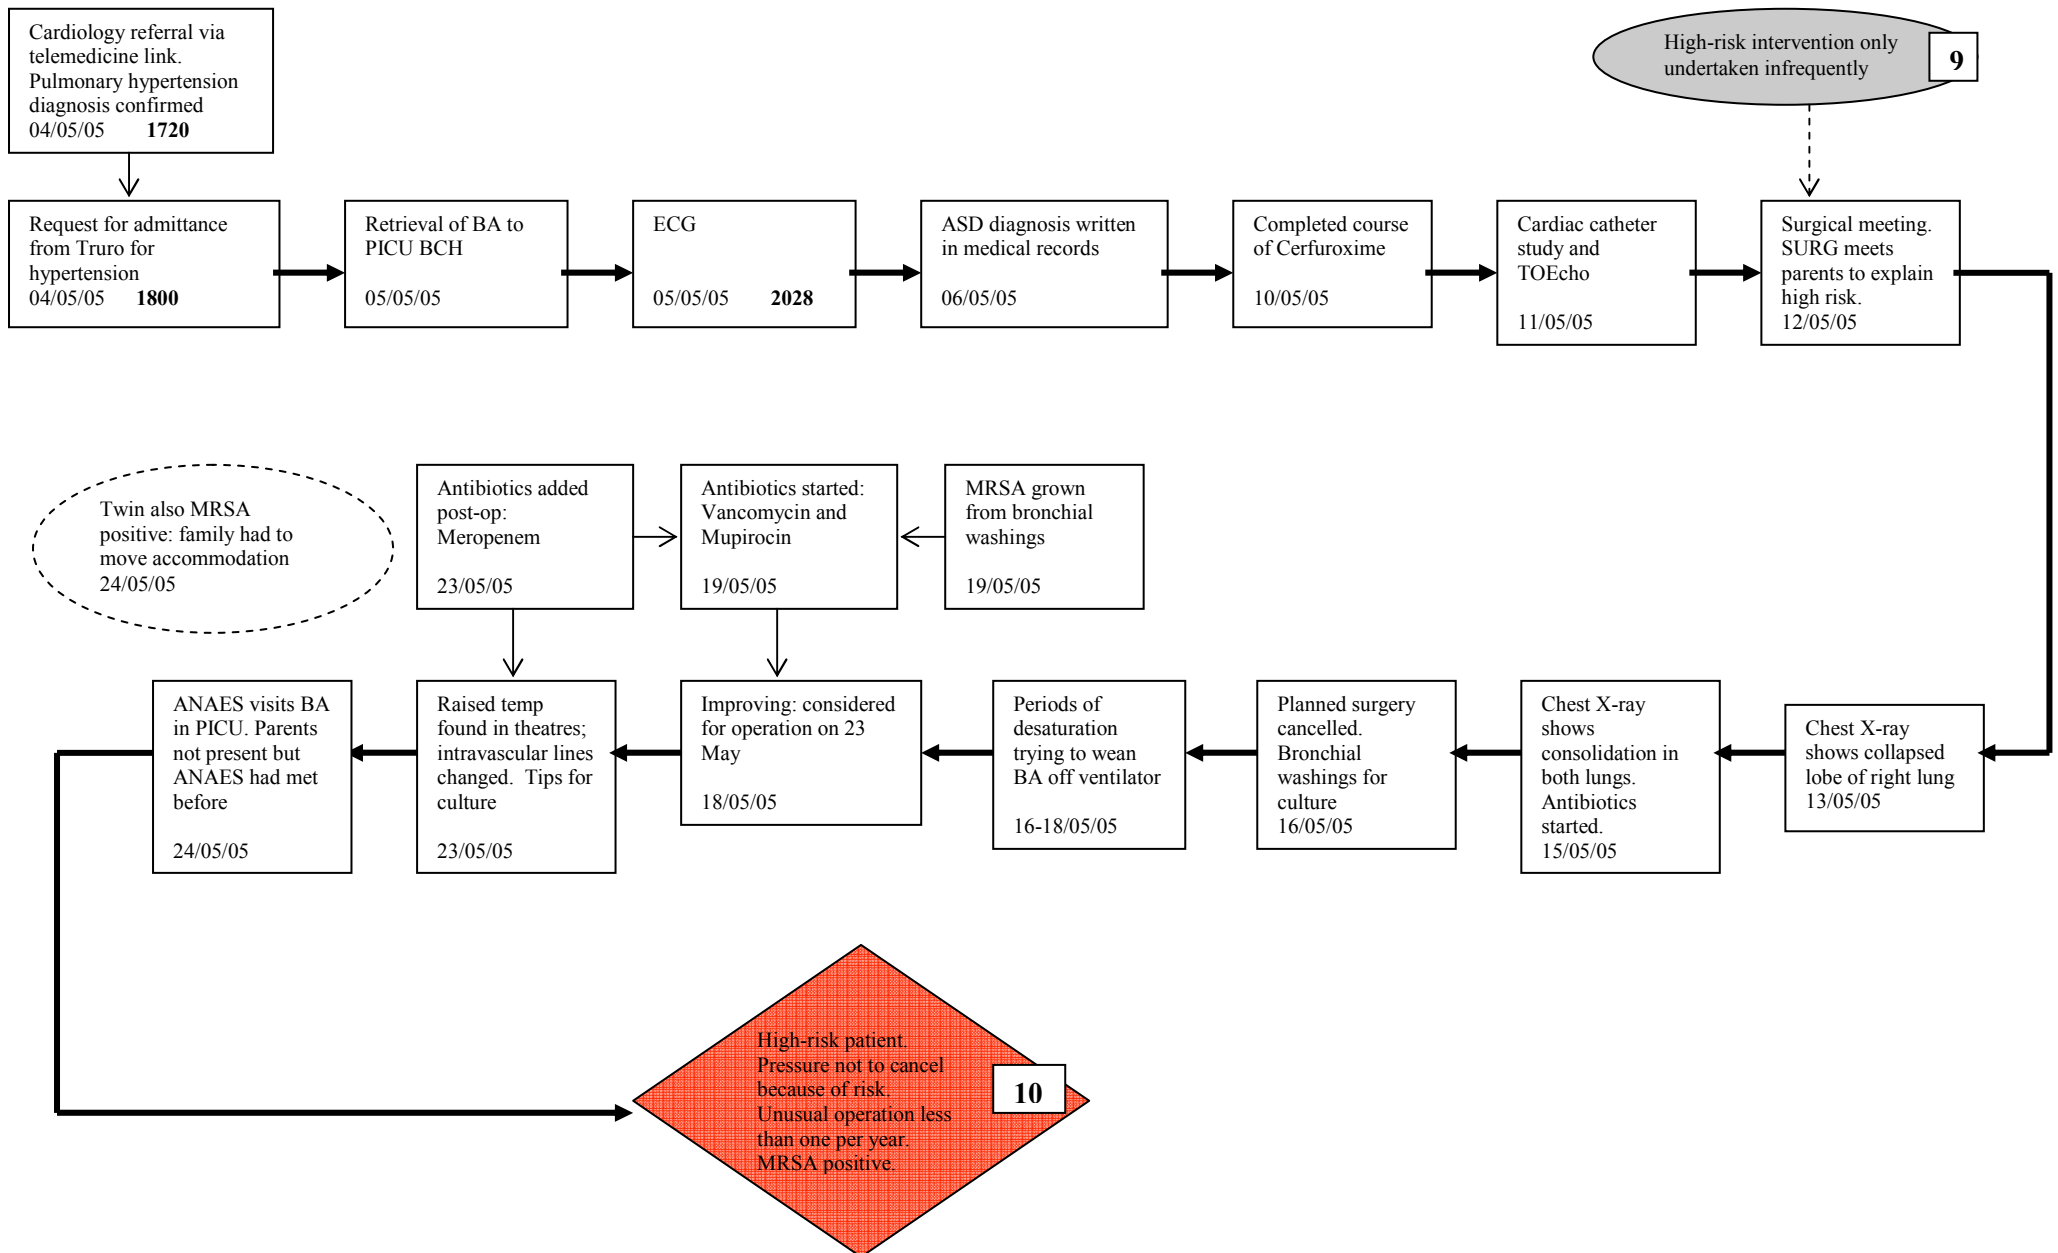 Cardiology referral via
telemedicine link.
Pulmonary hypertension
diagnosis confirmed
04/05/05 1720
High-risk intervention only
undertaken infrequently
9
Request for admittance
from Truro for
hypertension
04/05/05 1800
Retrieval of BA to
PICU BCH
05/05/05
ECG
05/05/05 2028
ASD diagnosis written
in medical records
06/05/05
Completed course
of Cerfuroxime
10/05/05
Cardiac catheter
study and
TOEcho
11/05/05
Surgical meeting.
SURG meets
parents to explain
high risk.
12/05/05
Twin also MRSA
positive: family had to
move accommodation
24/05/05
Antibiotics added
post-op:
Meropenem
23/05/05
Antibiotics started:
Vancomycin and
Mupirocin
19/05/05
MRSA grown
from bronchial
washings
19/05/05
ANAES visits BA
in PICU. Parents
not present but
ANAES had met
before
24/05/05
Raised temp
found in theatres;
intravascular lines
changed. Tips for
culture
23/05/05
Improving: considered
for operation on 23
May
18/05/05
Periods of
desaturation
trying to wean
BA off ventilator
16-18/05/05
Planned surgery
cancelled.
Bronchial
washings for
culture
16/05/05
Chest X-ray
shows
consolidation in
both lungs.
Antibiotics
started.
15/05/05
Chest X-ray
shows collapsed
lobe of right lung
13/05/05
High-risk patient.
Pressure not to cancel
because of risk.
Unusual operation less
than one per year.
MRSA positive.
10